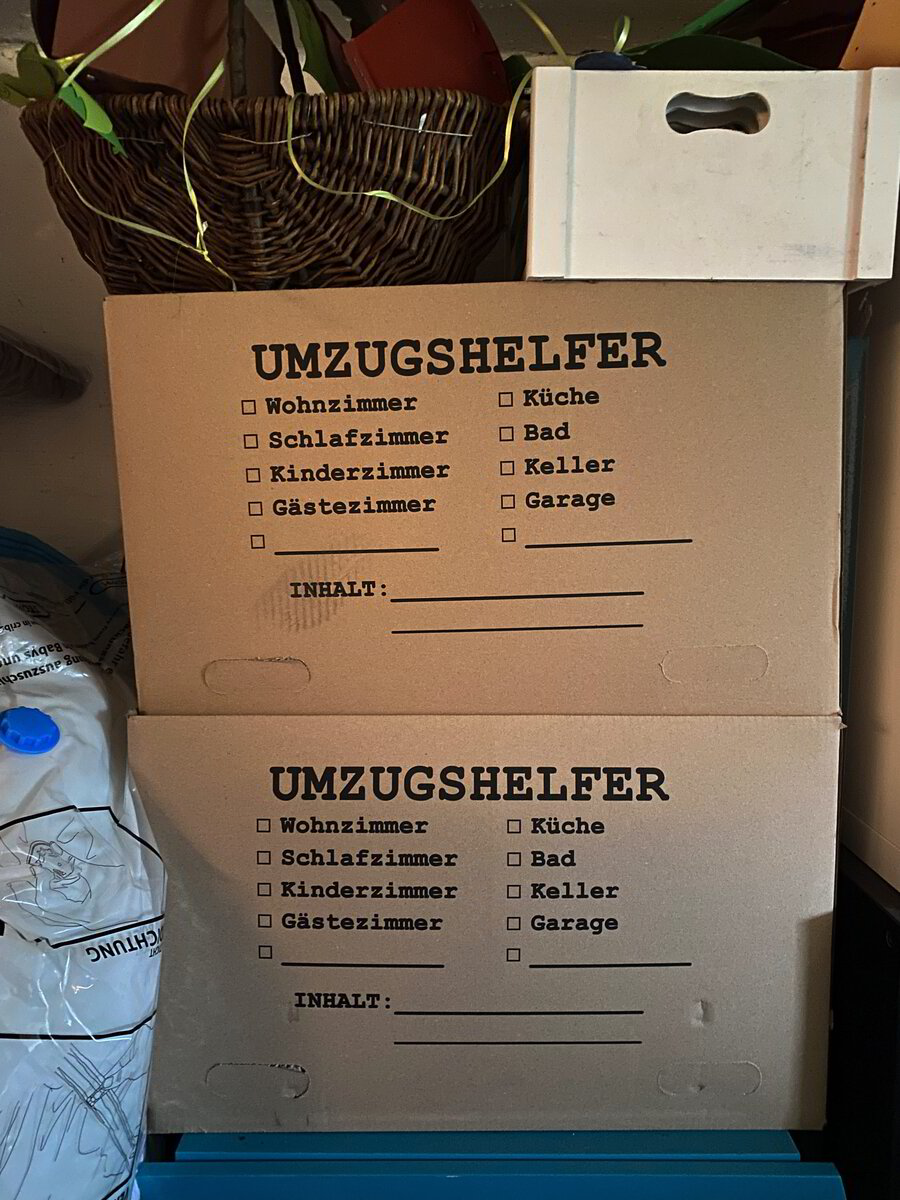 UMZUGSHELFER
☐ Wohnzimmer ☐ Küche
☐ Schlafzimmer ☐ Bad
☐ Kinderzimmer ☐ Keller
☐ Gästezimmer ☐ Garage
☐ ☐
INHALT:
UMZUGSHELFER
☐ Wohnzimmer ☐ Küche
☐ Schlafzimmer ☐ Bad
☐ Kinderzimmer ☐ Keller
☐ Gästezimmer ☐ Garage
☐ ☐
INHALT: